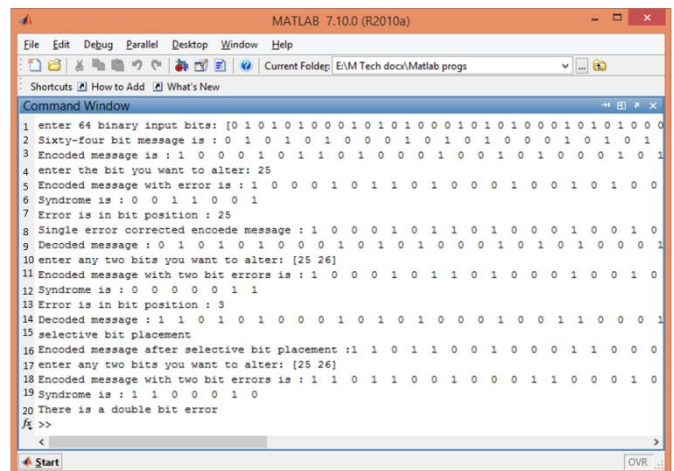 MATLAB 7.10.0 (R2010a)
File Edit Debug Parallel Desktop Window Help
Current Folder: E:\M Tech docx\Matlab progs
Shortcuts How to Add What's New
Command Window
1 enter 64 binary input bits: [0 1 0 1 0 1 0 0 0 1 0 1 0 1 0 0 0 1 0 1 0 1 0 0 0 1 0 1 0 1 0 0 0
2 Sixty-four bit message is : 0 1 0 1 0 1 0 0 0 1 0 1 0 1 0 0 0 1 0 1 0 1
3 Encoded message is : 1 0 0 0 1 0 1 1 0 1 0 0 0 1 0 0 1 0 1 0 0 0 1 0 1
4 enter the bit you want to alter: 25
5 Encoded message with error is : 1 0 0 0 1 0 1 1 0 1 0 0 0 1 0 0 1 0 1 0 0
6 Syndrome is : 0 0 1 1 0 0 1
7 Error is in bit position : 25
8 Single error corrected encoede message : 1 0 0 0 1 0 1 1 0 1 0 0 0 1 0 0 1 0
9 Decoded message : 0 1 0 1 0 1 0 0 0 1 0 1 0 1 0 0 0 1 0 1 0 1 0 0 0 1
10 enter any two bits you want to alter: [25 26]
11 Encoded message with two bit errors is : 1 0 0 0 1 0 1 1 0 1 0 0 0 1 0 0 1 0
12 Syndrome is : 0 0 0 0 0 1 1
13 Error is in bit position : 3
14 Decoded message : 1 1 0 1 0 1 0 0 0 1 0 1 0 1 0 0 0 1 0 0 1 1 0 0 0 1
15 selective bit placement
16 Encoded message after selective bit placement :1 1 0 1 1 0 0 1 0 0 0 1 1 0 0 0
17 enter any two bits you want to alter: [25 26]
18 Encoded message with two bit errors is : 1 1 0 1 1 0 0 1 0 0 0 1 1 0 0 0 1 0
19 Syndrome is : 1 1 0 0 0 1 0
20 There is a double bit error
fx >>
Start OVR